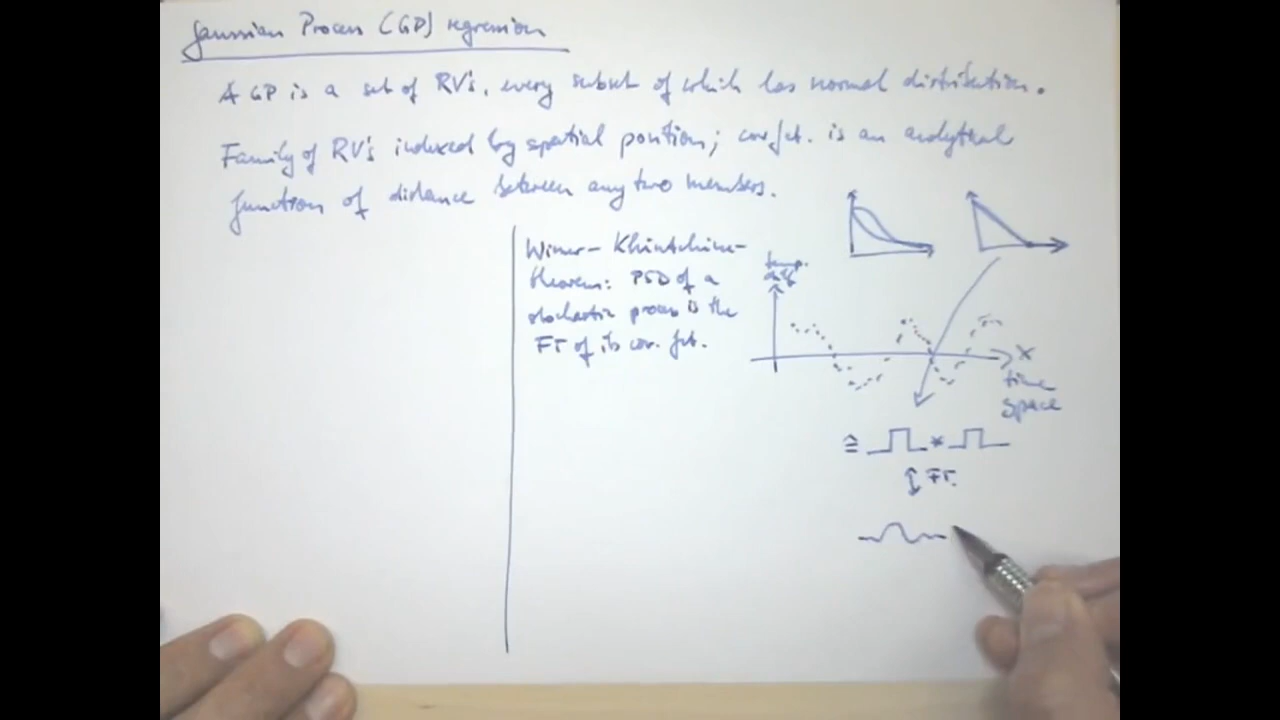 Gaussian Process (GP) regression
A GP is a set of RV's, every subset of which has normal distribution.
Family of RV's indexed by spatial position; cov. fct. is an analytical
function of distance between any two members.
Wiener-Khintchine-
theorem: PSD of a
stochastic process is the
FT of its cov. fct.
temp.
x
time
space
≙ *
↕ FT.